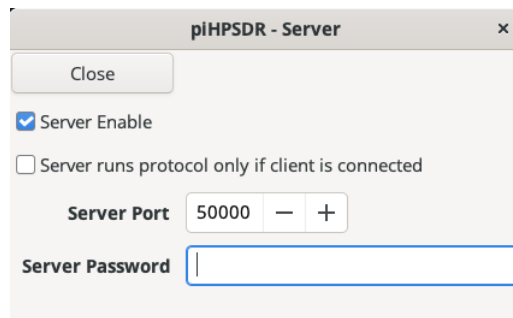 piHPSDR - Server ×
Close
Server Enable
Server runs protocol only if client is connected
Server Port 50000 — +
Server Password